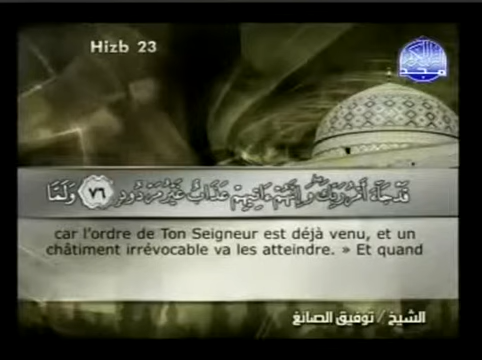 Hizb 23
المجد
قَدْ جَآءَ أَمْرُ رَبِّكَ ۖ وَإِنَّهُمْ ءَاتِيهِمْ عَذَابٌ غَيْرُ مَرْدُودٍ ٧٦ وَلَمَّا
car l'ordre de Ton Seigneur est déjà venu, et un
châtiment irrévocable va les atteindre. » Et quand
الشيخ / توفيق الصائغ